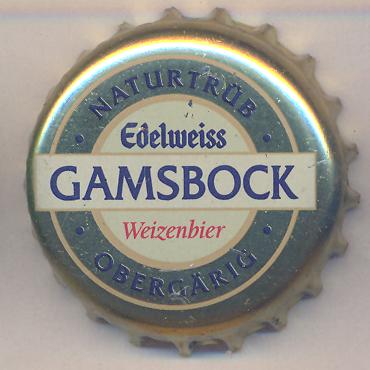 NATURTRÜB
Edelweiss
GAMSBOCK
Weizenbier
OBERGÄRIG